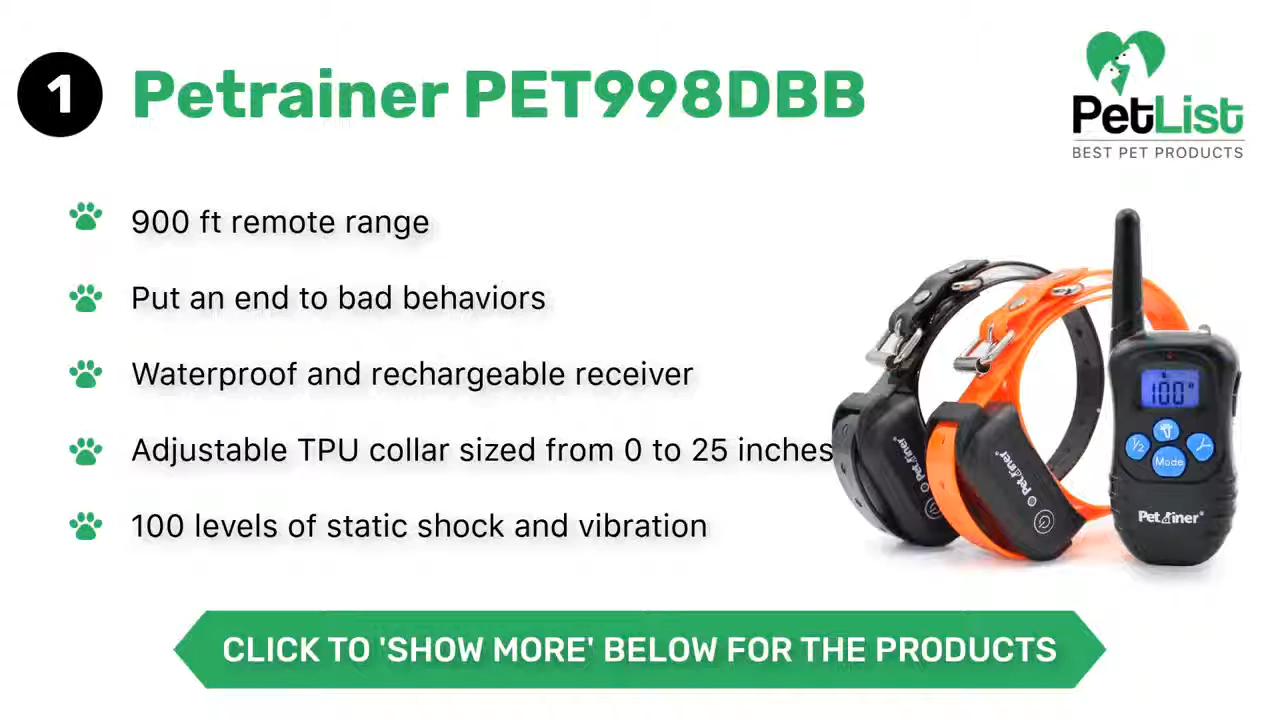 1
Petrainer PET998DBB
PetList
BEST PET PRODUCTS
900 ft remote range
Put an end to bad behaviors
Waterproof and rechargeable receiver
Adjustable TPU collar sized from 0 to 25 inches
100 levels of static shock and vibration
100
1/2
Mode
Petrainer®
Petrainer®
Petrainer®
CLICK TO 'SHOW MORE' BELOW FOR THE PRODUCTS